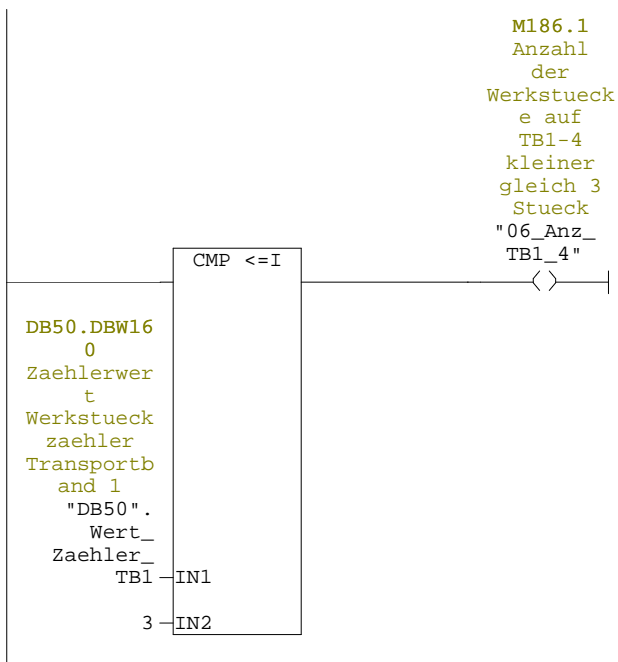 M186.1
Anzahl
der
Werkstueck
e auf
TB1-4
kleiner
gleich 3
Stueck
"06_Anz_
TB1_4"
CMP <=I
DB50.DBW16
0
Zaehlerwer
t
Werkstueck
zaehler
Transportb
and 1
"DB50".
Wert_
Zaehler_
TB1 IN1
3 IN2